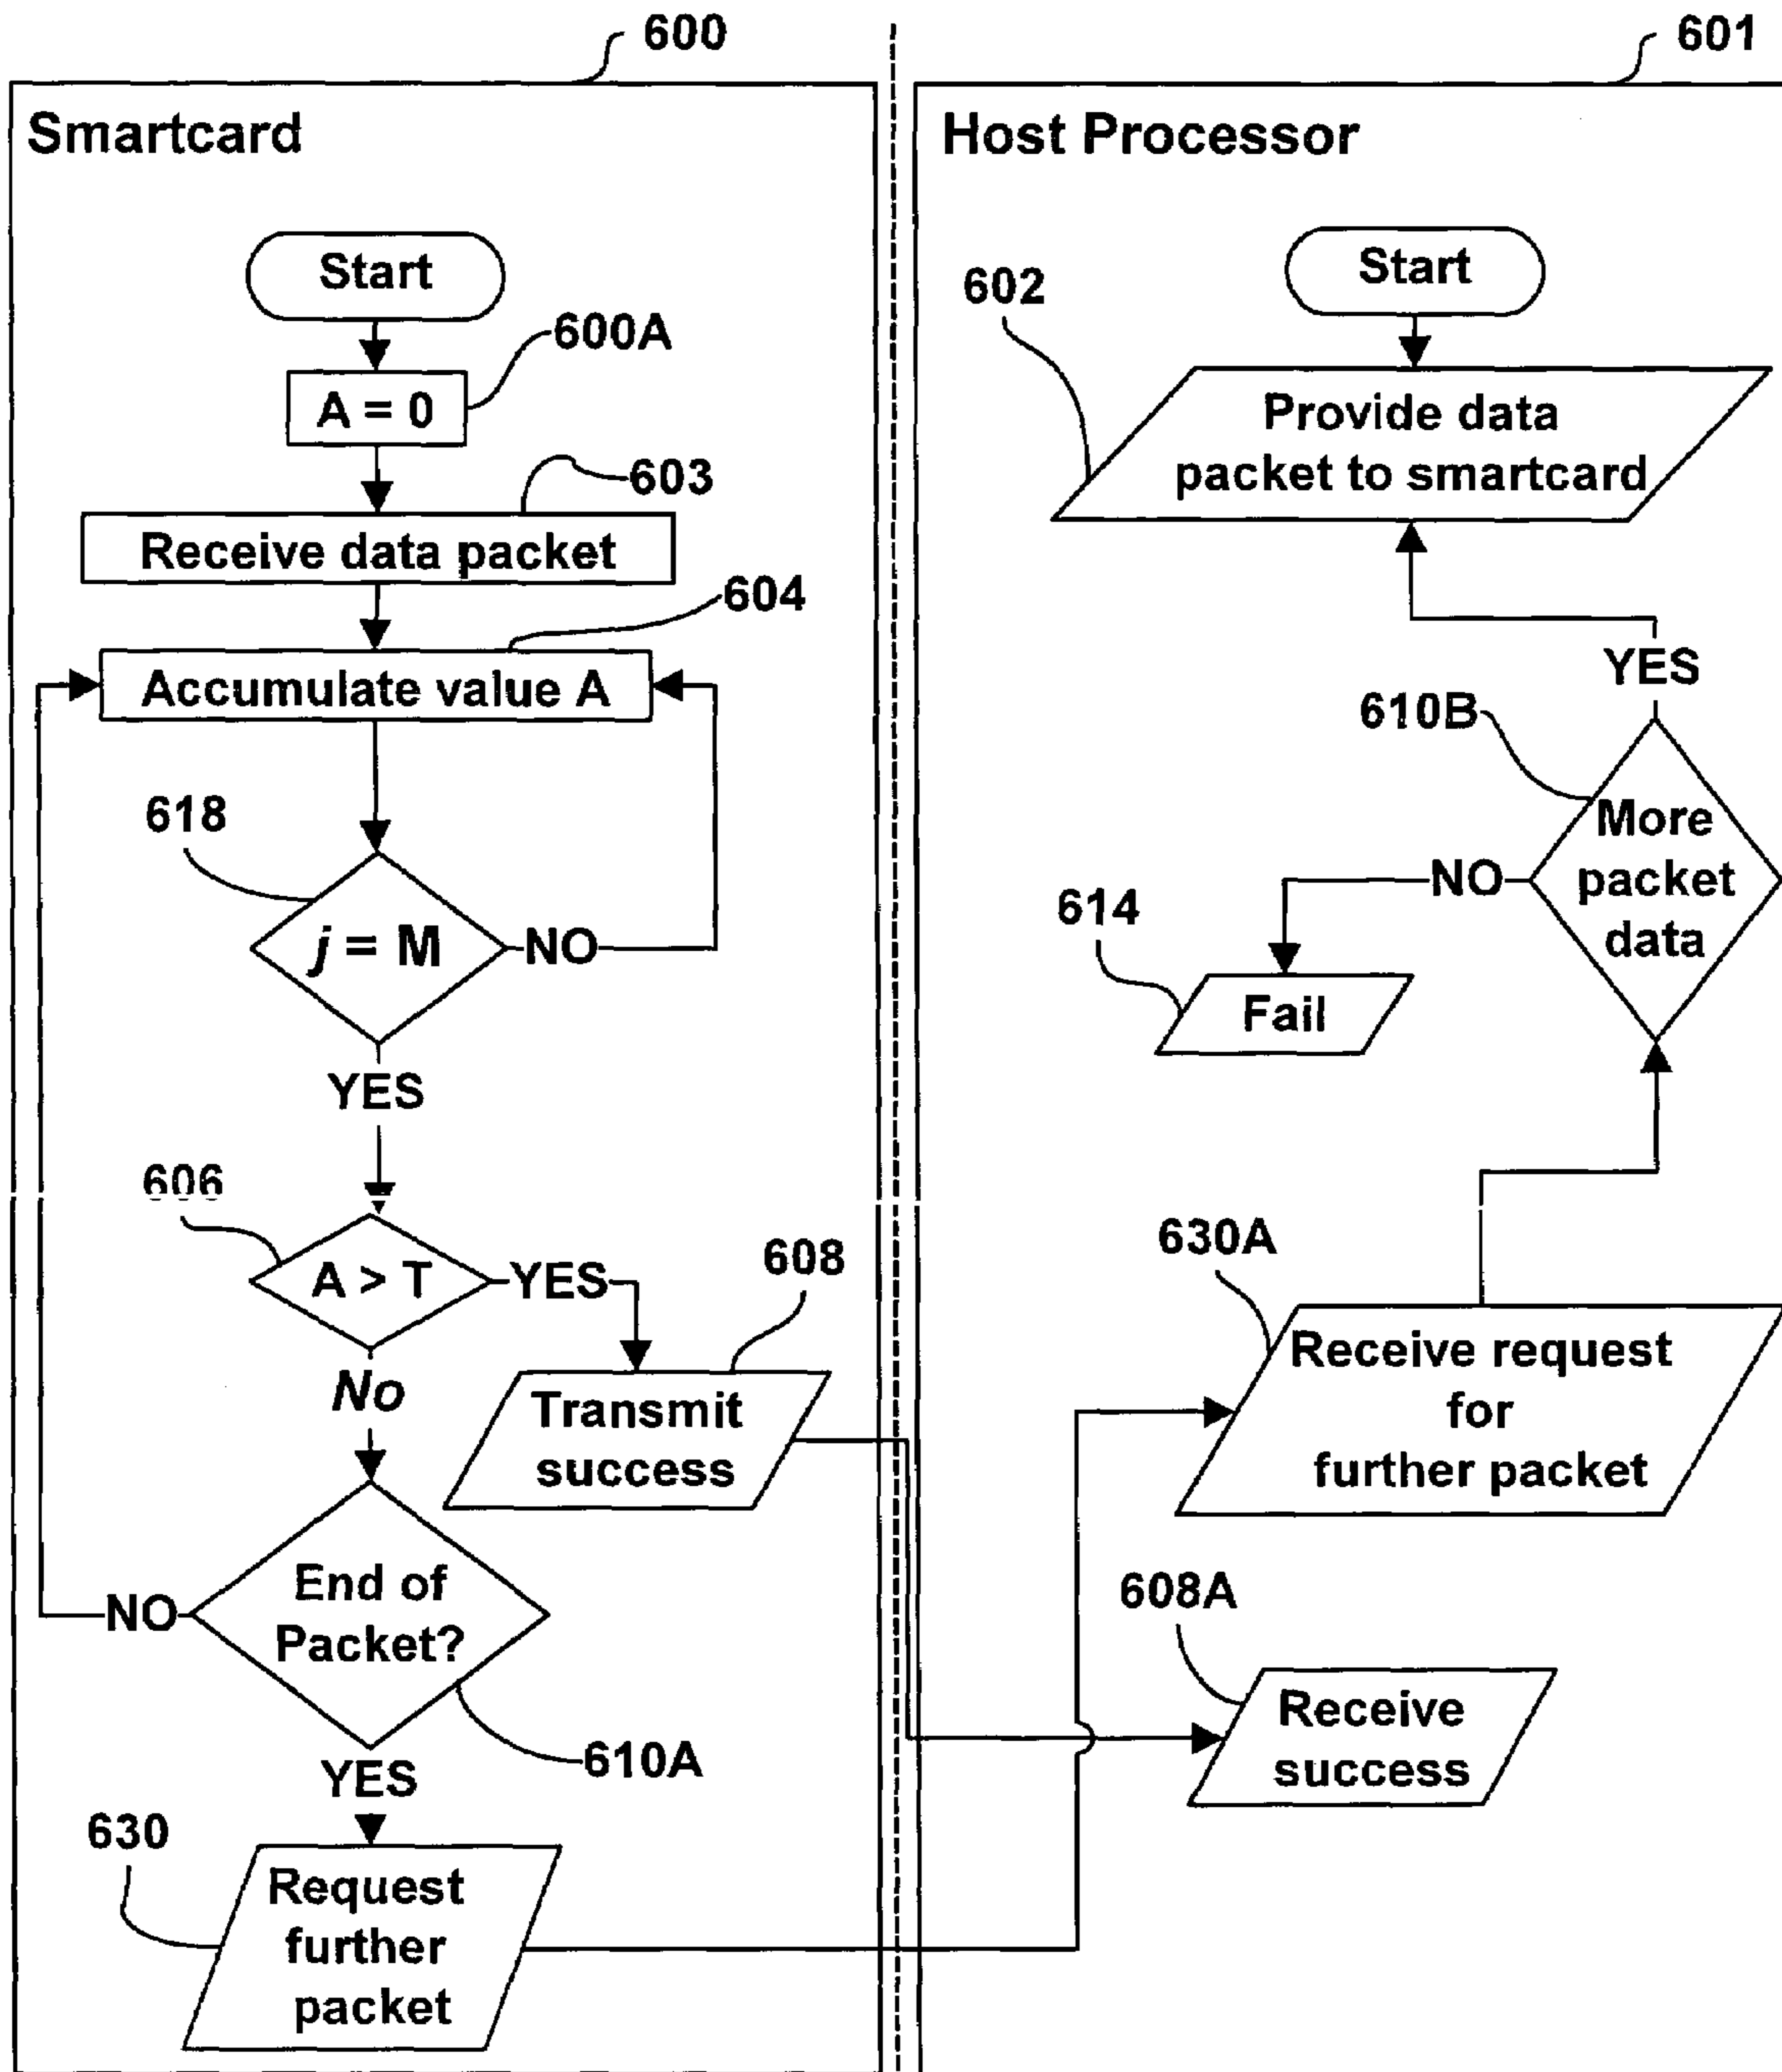 600
Smartcard
Start
600A
A = 0
603
Receive data packet
604
Accumulate value A
618
j = M
NO
YES
606
A > T
YES
608
No
Transmit
success
End of
Packet?
NO
610A
YES
630
Request
further
packet
601
Host Processor
Start
602
Provide data
packet to smartcard
YES
610B
More
packet
data
NO
614
Fail
630A
Receive request
for
further packet
608A
Receive
success